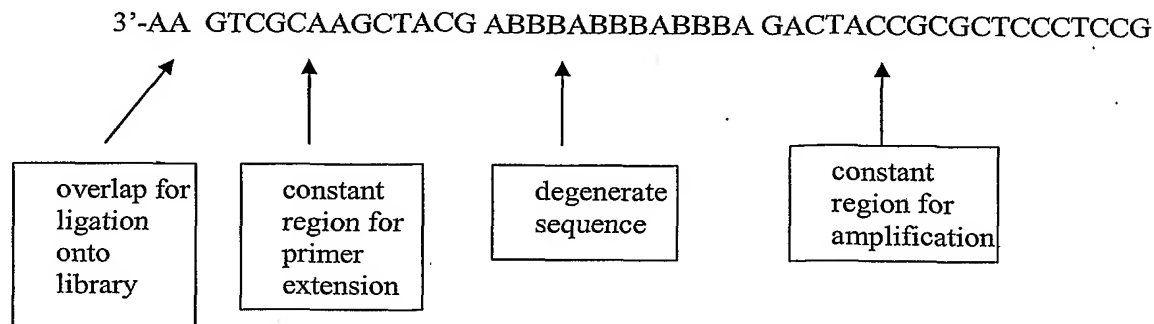 3'-AA GTCGCAAGCTACG ABBBABBBABBBA GACTACCGCGCTCCCTCCG
overlap for
ligation
onto
library
constant
region for
primer
extension
degenerate
sequence
constant
region for
amplification